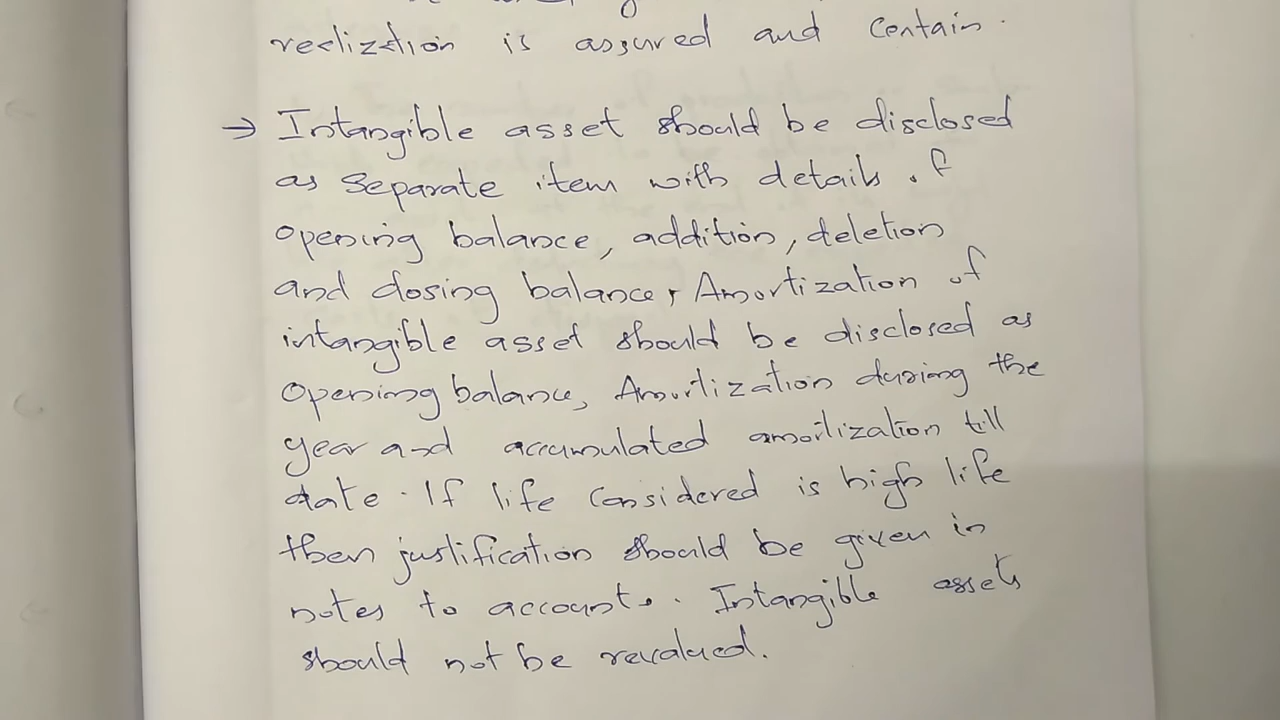 realization is assured and contain.
→ Intangible asset should be disclosed
as separate item with details of
opening balance, addition, deletion
and closing balance, Amortization of
intangible asset should be disclosed as
opening balance, Amortization during the
year and accumulated amortization till
date. If life considered is high life
then justification should be given in
notes to accounts. Intangible assets
should not be revalued.